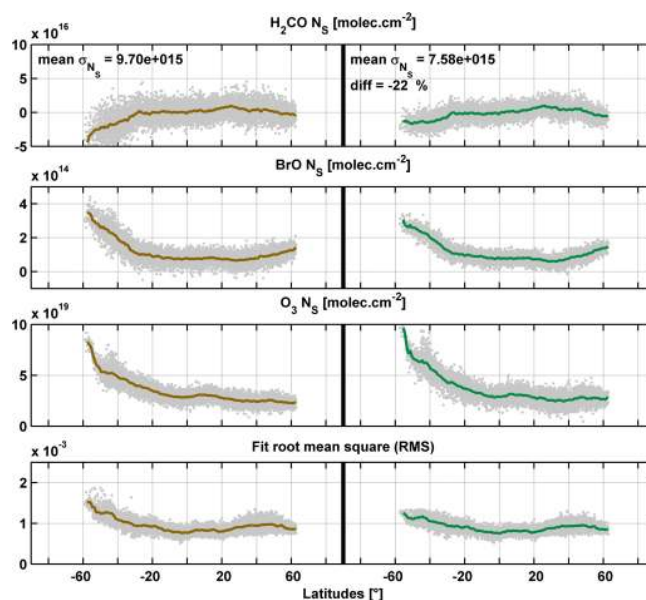 H2CO NS [molec.cm-2]
x 10^16
mean σNS = 9.70e+015
mean σNS = 7.58e+015
diff = -22 %
10
5
0
-5
BrO NS [molec.cm-2]
x 10^14
4
2
0
O3 NS [molec.cm-2]
x 10^19
10
5
0
Fit root mean square (RMS)
x 10^-3
2
1
0
-60 -20 20 60 -60 -20 20 60
Latitudes [°]